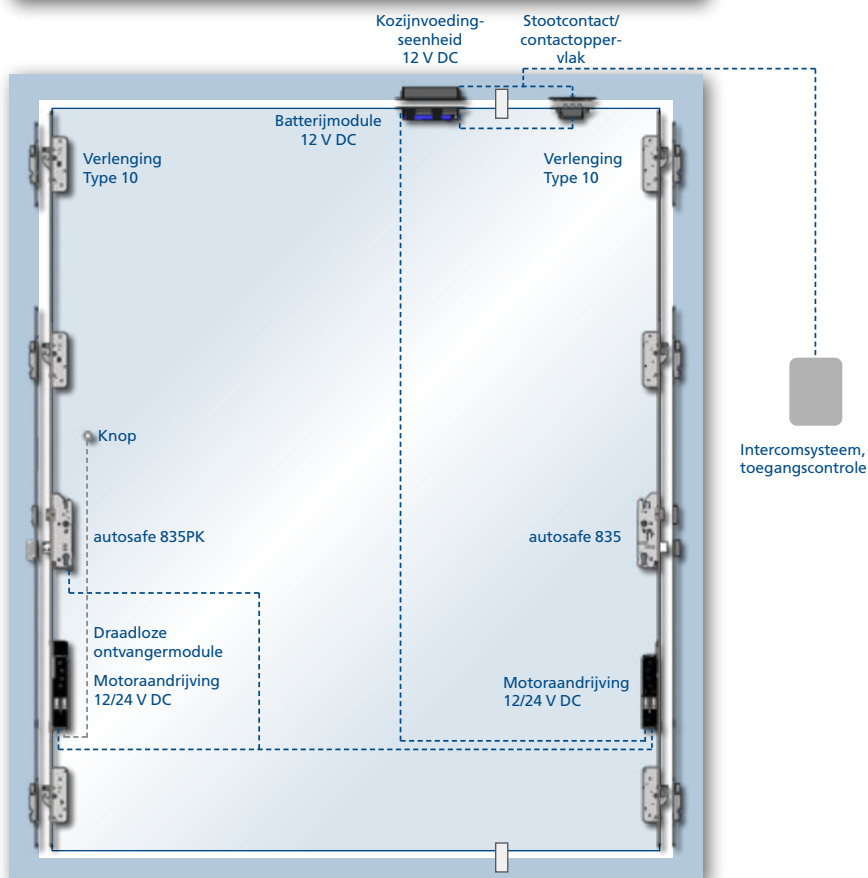 Kozijnvoeding-
seenheid
12 V DC
Stootcontact/
contactopper-
vlak
Batterijmodule
12 V DC
Verlenging
Type 10
Verlenging
Type 10
Knop
Intercomsysteem,
toegangscontrole
autosafe 835PK
autosafe 835
Draadloze
ontvangermodule
Motoraandrijving
12/24 V DC
Motoraandrijving
12/24 V DC